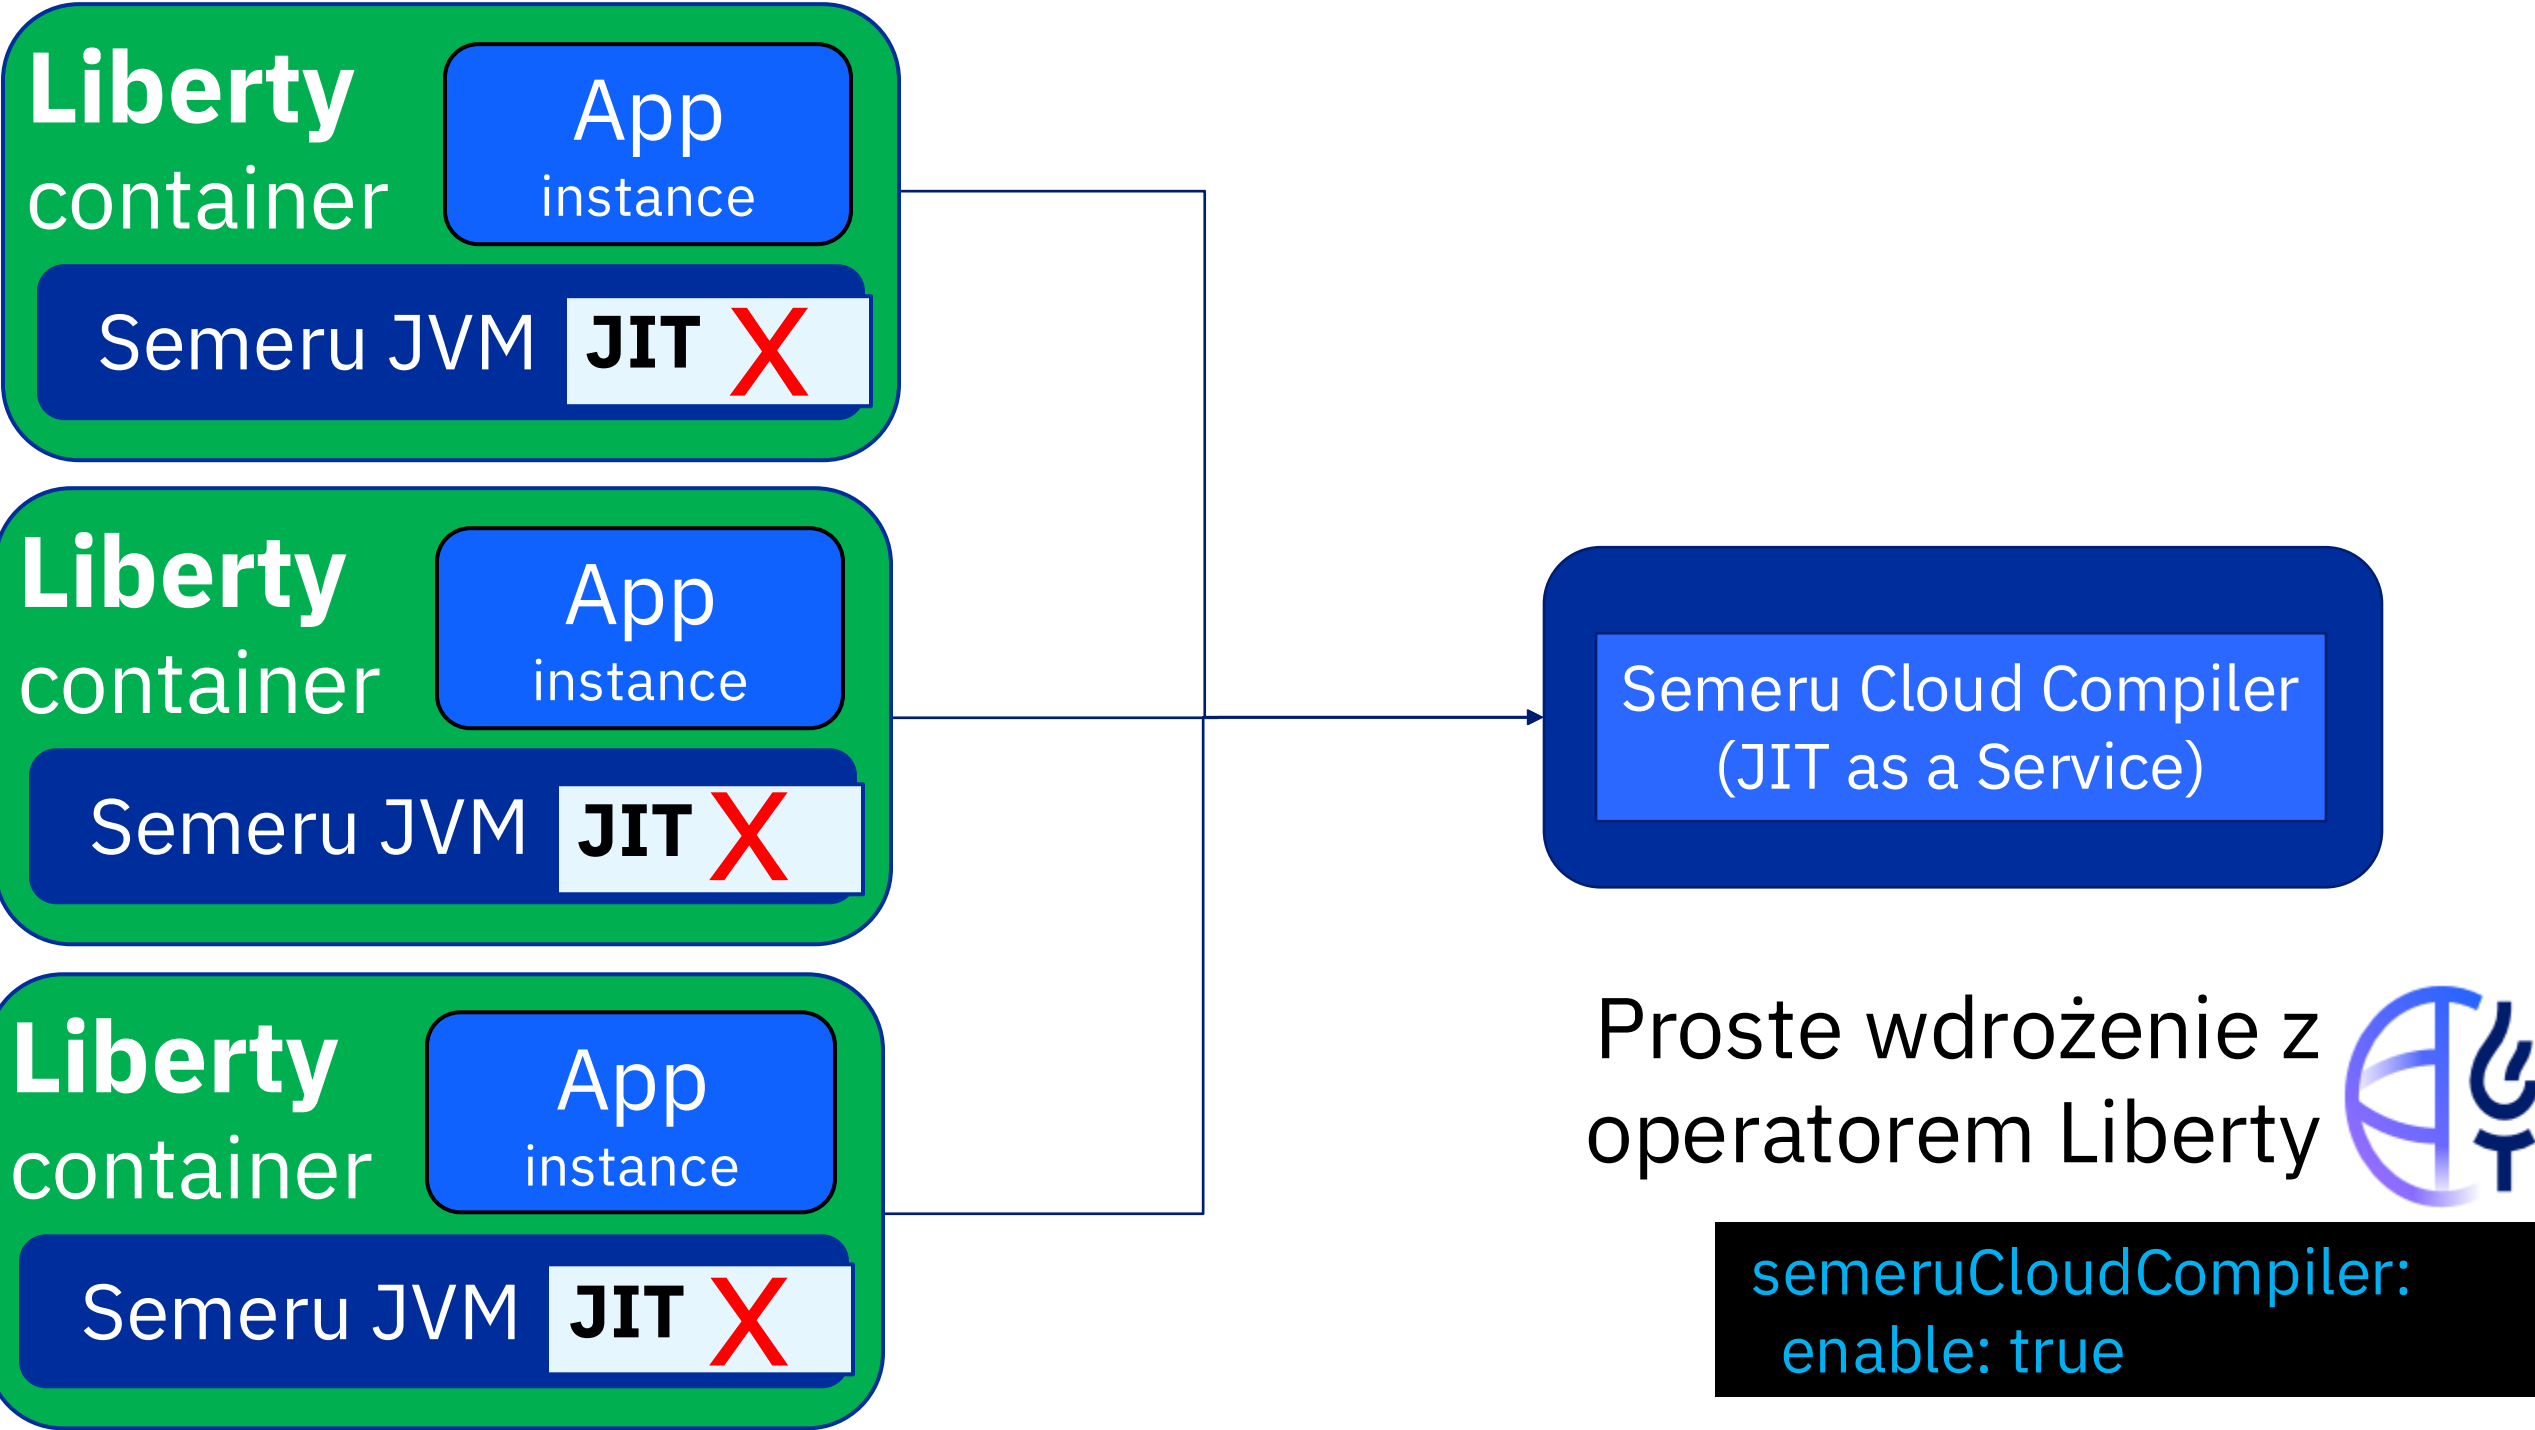 Liberty
container
App
instance
Semeru JVM
JIT X
Liberty
container
App
instance
Semeru JVM
JIT X
Liberty
container
App
instance
Semeru JVM
JIT X
Semeru Cloud Compiler
(JIT as a Service)
Proste wdrożenie z
operatorem Liberty
semeruCloudCompiler:
  enable: true